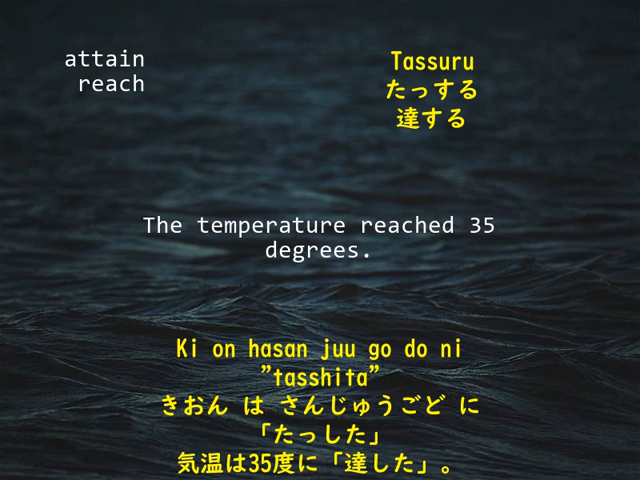 attain
reach
Tassuru
たっする
達する
The temperature reached 35
degrees.
Ki on hasan juu go do ni
”tasshita”
きおん は さんじゅうごど に
「たっした」
気温は35度に「達した」。